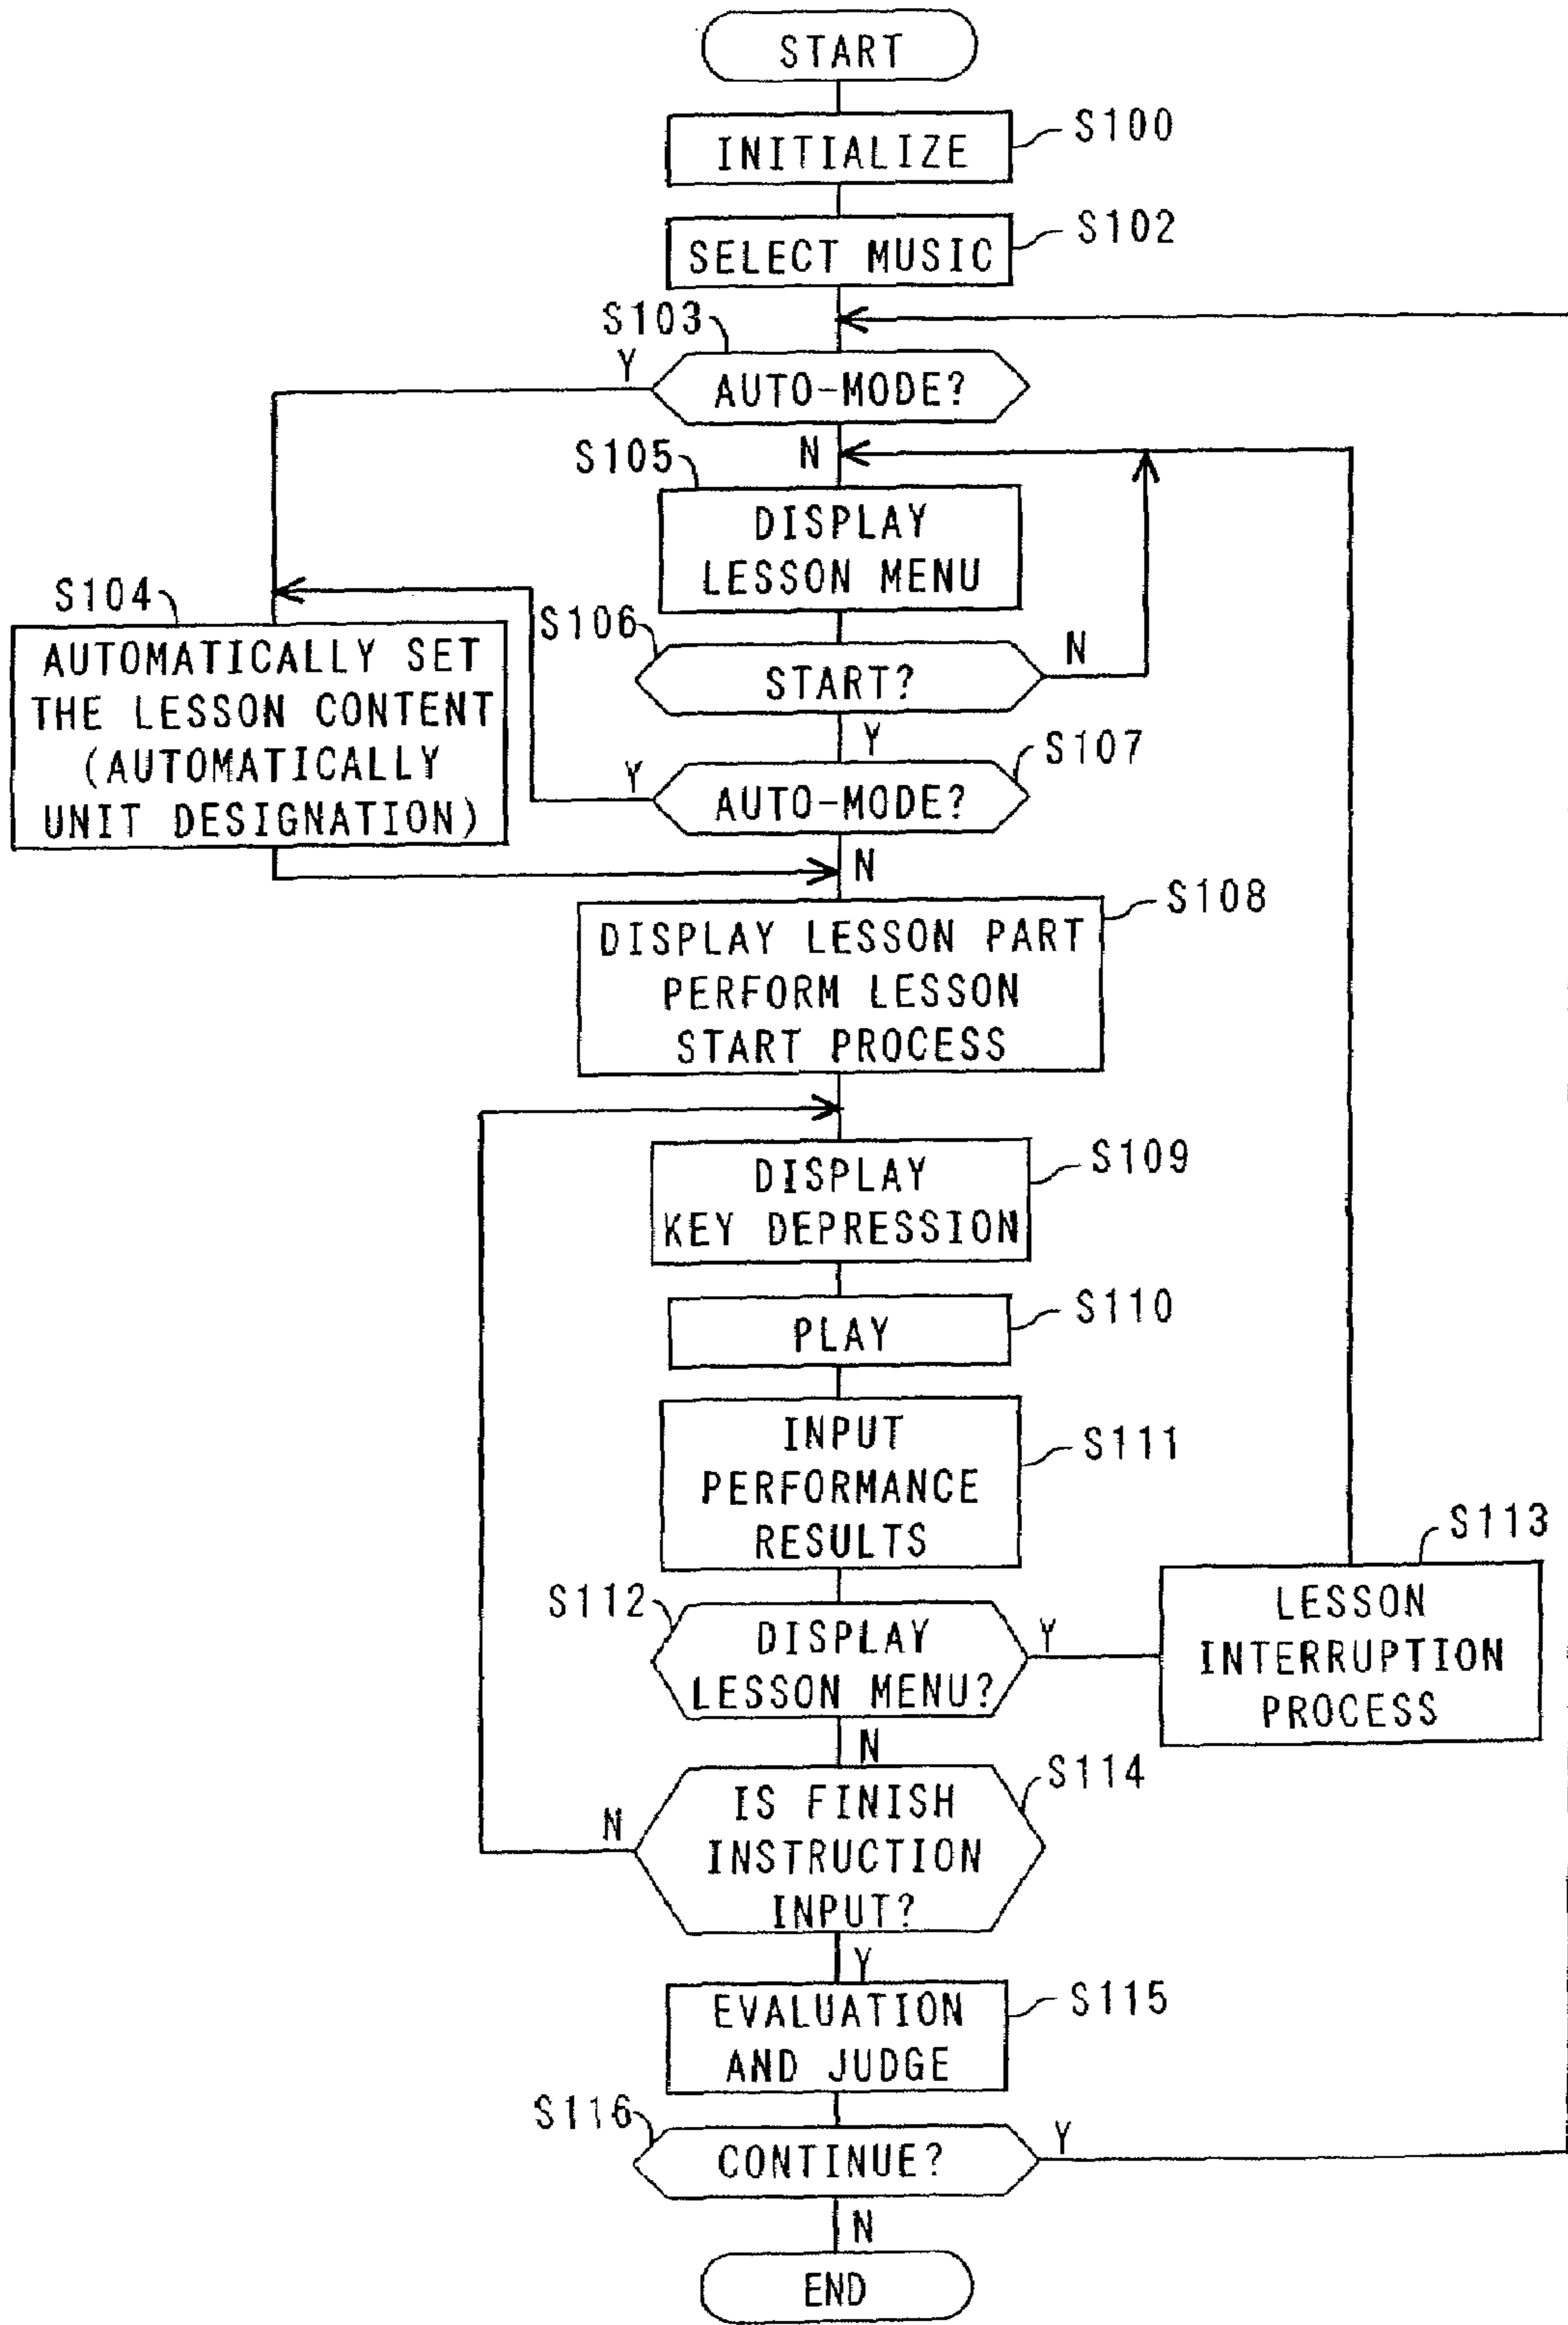 START
INITIALIZE
S100
SELECT MUSIC
S102
S103
Y
AUTO-MODE?
N
S105
DISPLAY
LESSON MENU
S104
AUTOMATICALLY SET
THE LESSON CONTENT
(AUTOMATICALLY
UNIT DESIGNATION)
S106
START?
N
Y
S107
Y
AUTO-MODE?
N
S108
DISPLAY LESSON PART
PERFORM LESSON
START PROCESS
S109
DISPLAY
KEY DEPRESSION
S110
PLAY
S111
INPUT
PERFORMANCE
RESULTS
S112
DISPLAY
LESSON MENU?
Y
S113
LESSON
INTERRUPTION
PROCESS
N
S114
IS FINISH
INSTRUCTION
INPUT?
N
Y
S115
EVALUATION
AND JUDGE
S116
CONTINUE?
Y
N
END